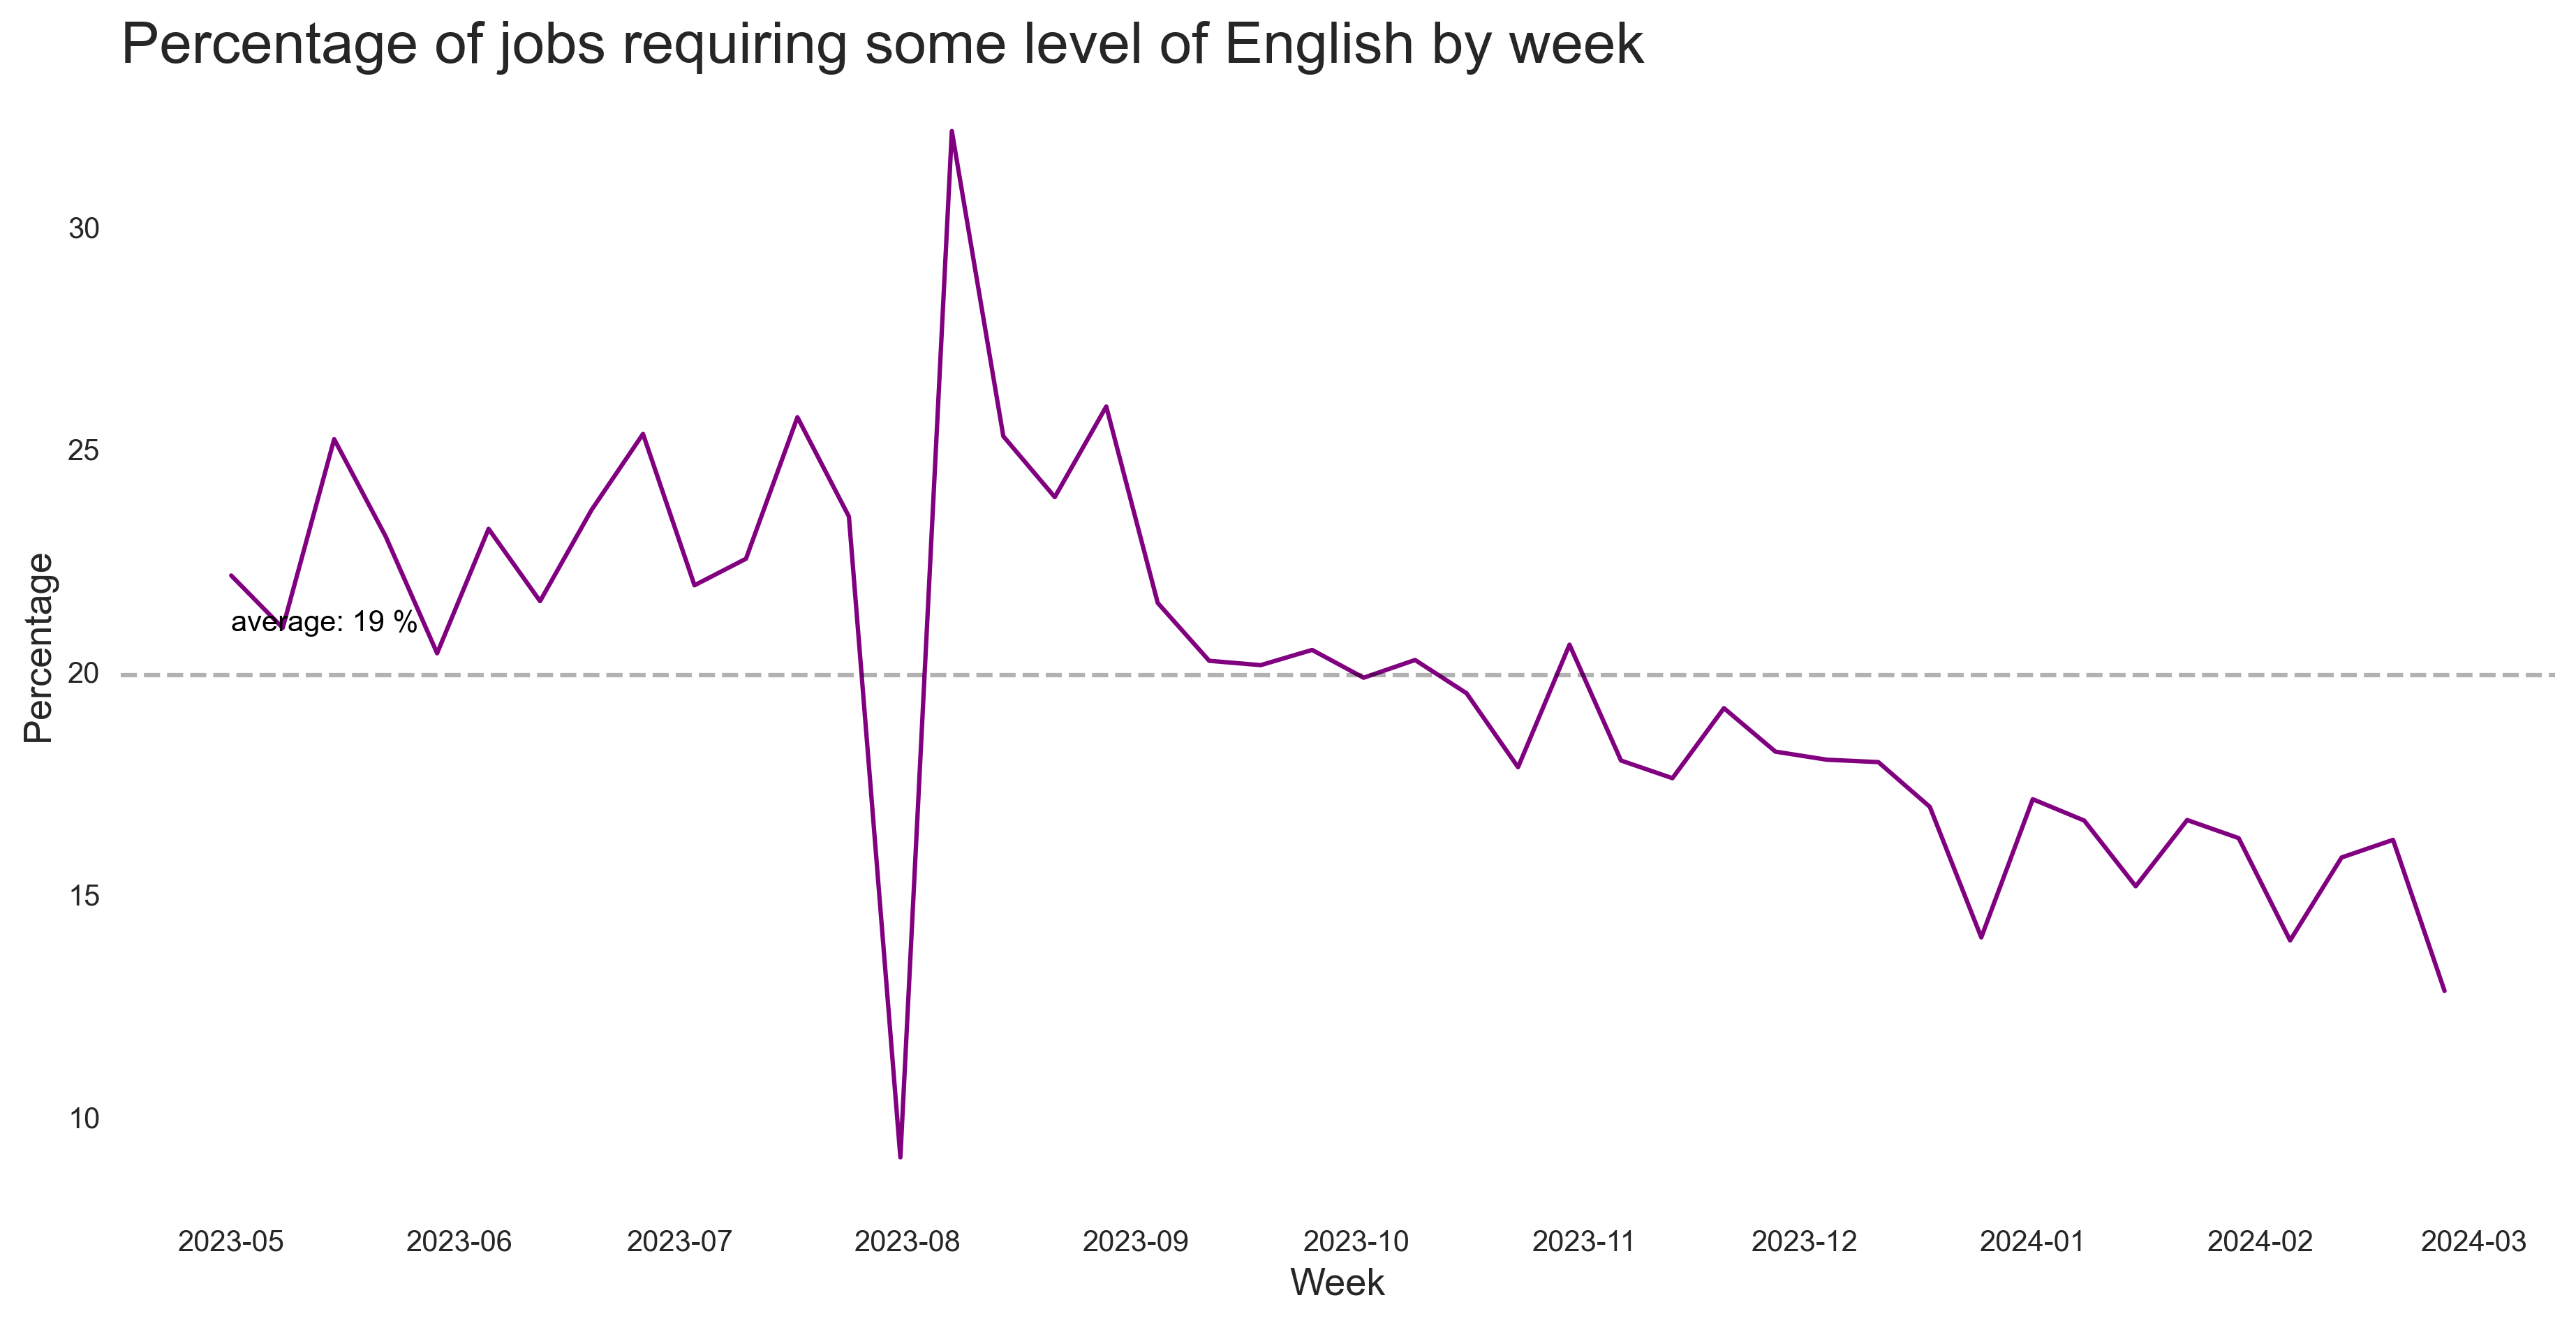 Percentage of jobs requiring some level of English by week
30
25
20
15
10
Percentage
average: 19 %
2023-05 2023-06 2023-07 2023-08 2023-09 2023-10 2023-11 2023-12 2024-01 2024-02 2024-03
Week